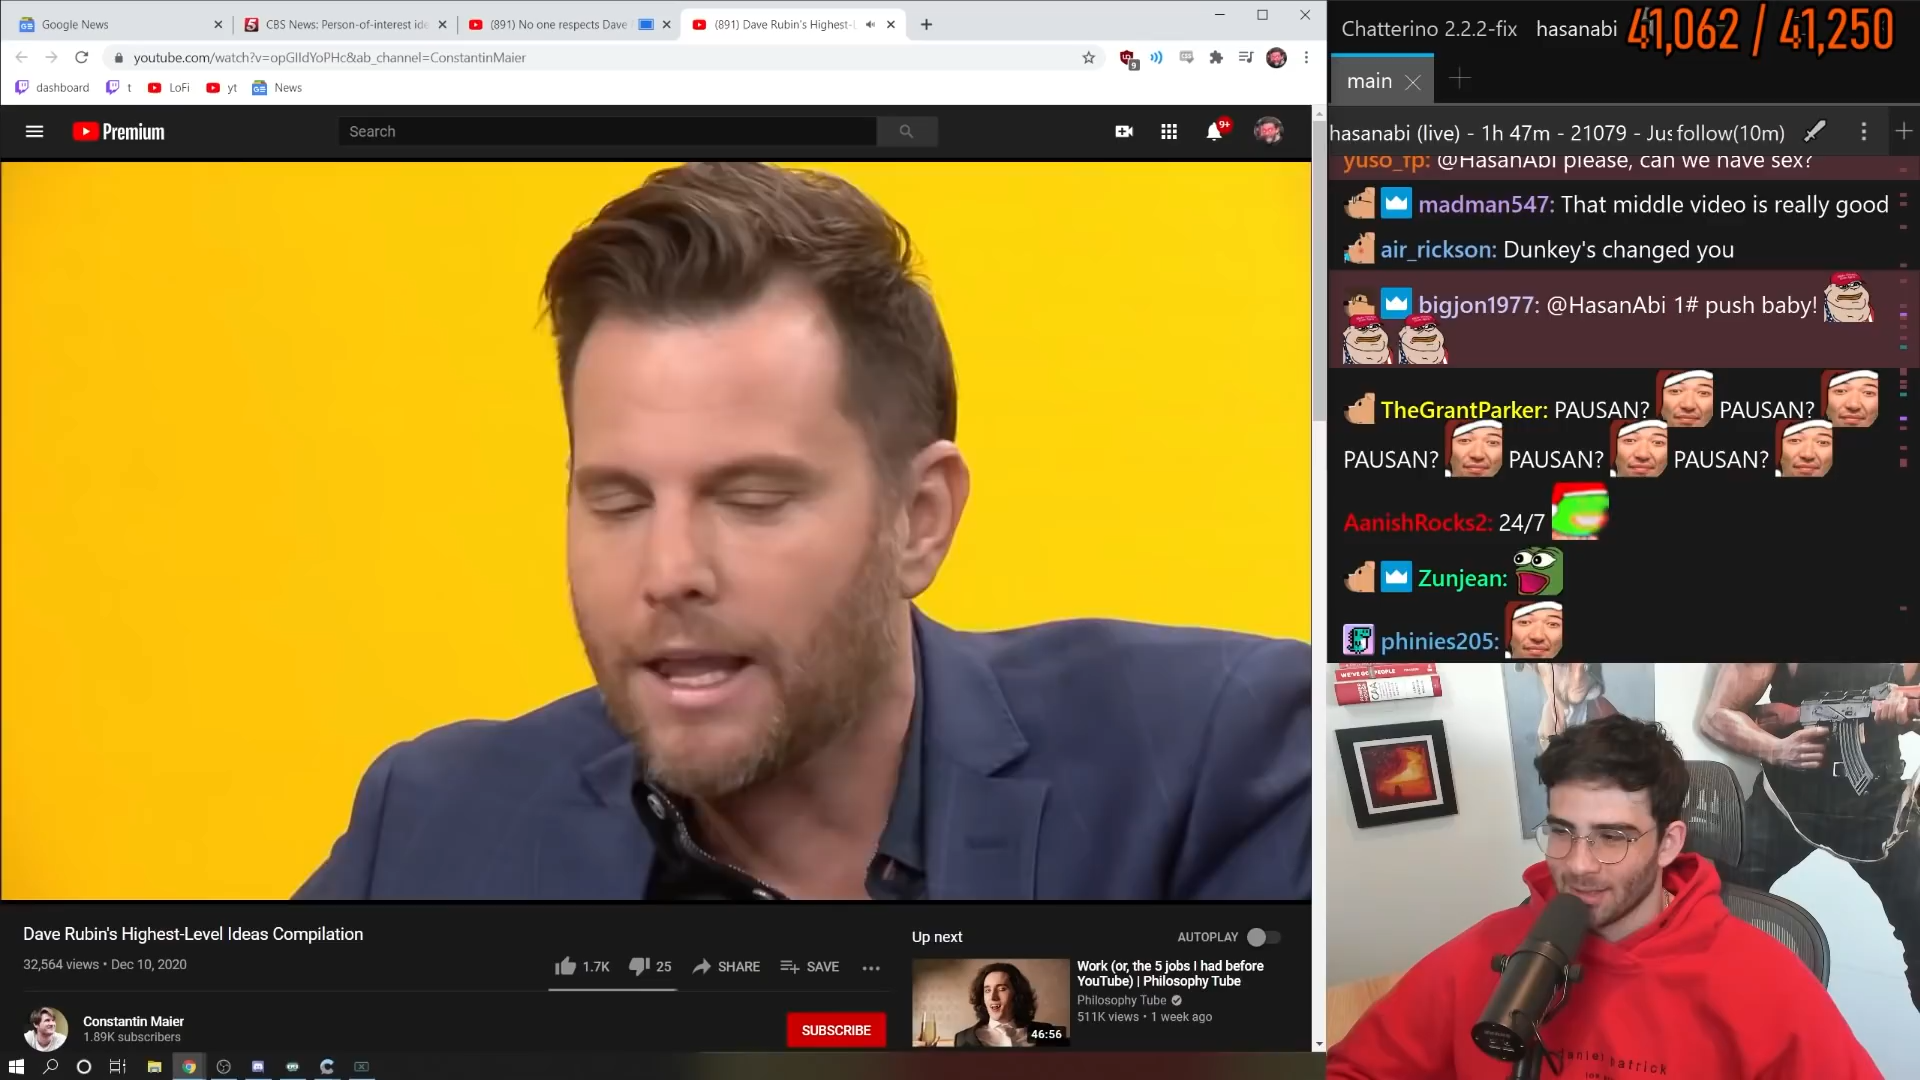 Google News
CBS News: Person-of-interest ide
(891) No one respects Dave
(891) Dave Rubin's Highest-L
youtube.com/watch?v=opGIIdYoPHc&ab_channel=ConstantinMaier
9
dashboard
t
LoFi
yt
News
Premium
Search
9+
Dave Rubin's Highest-Level Ideas Compilation
32,564 views • Dec 10, 2020
1.7K
25
SHARE
SAVE
Constantin Maier
1.89K subscribers
SUBSCRIBE
Up next
AUTOPLAY
46:56
Work (or, the 5 jobs I had before
YouTube) | Philosophy Tube
Philosophy Tube
511K views • 1 week ago
Chatterino 2.2.2-fix
hasanabi
41,062 / 41,250
main
hasanabi (live) - 1h 47m - 21079 - Jus follow(10m)
yuso_fp: @HasanAbi please, can we have sex?
madman547: That middle video is really good
air_rickson: Dunkey's changed you
bigjon1977: @HasanAbi 1# push baby!
TheGrantParker: PAUSAN? PAUSAN?
PAUSAN? PAUSAN? PAUSAN?
AanishRocks2: 24/7
Zunjean:
phinies205: